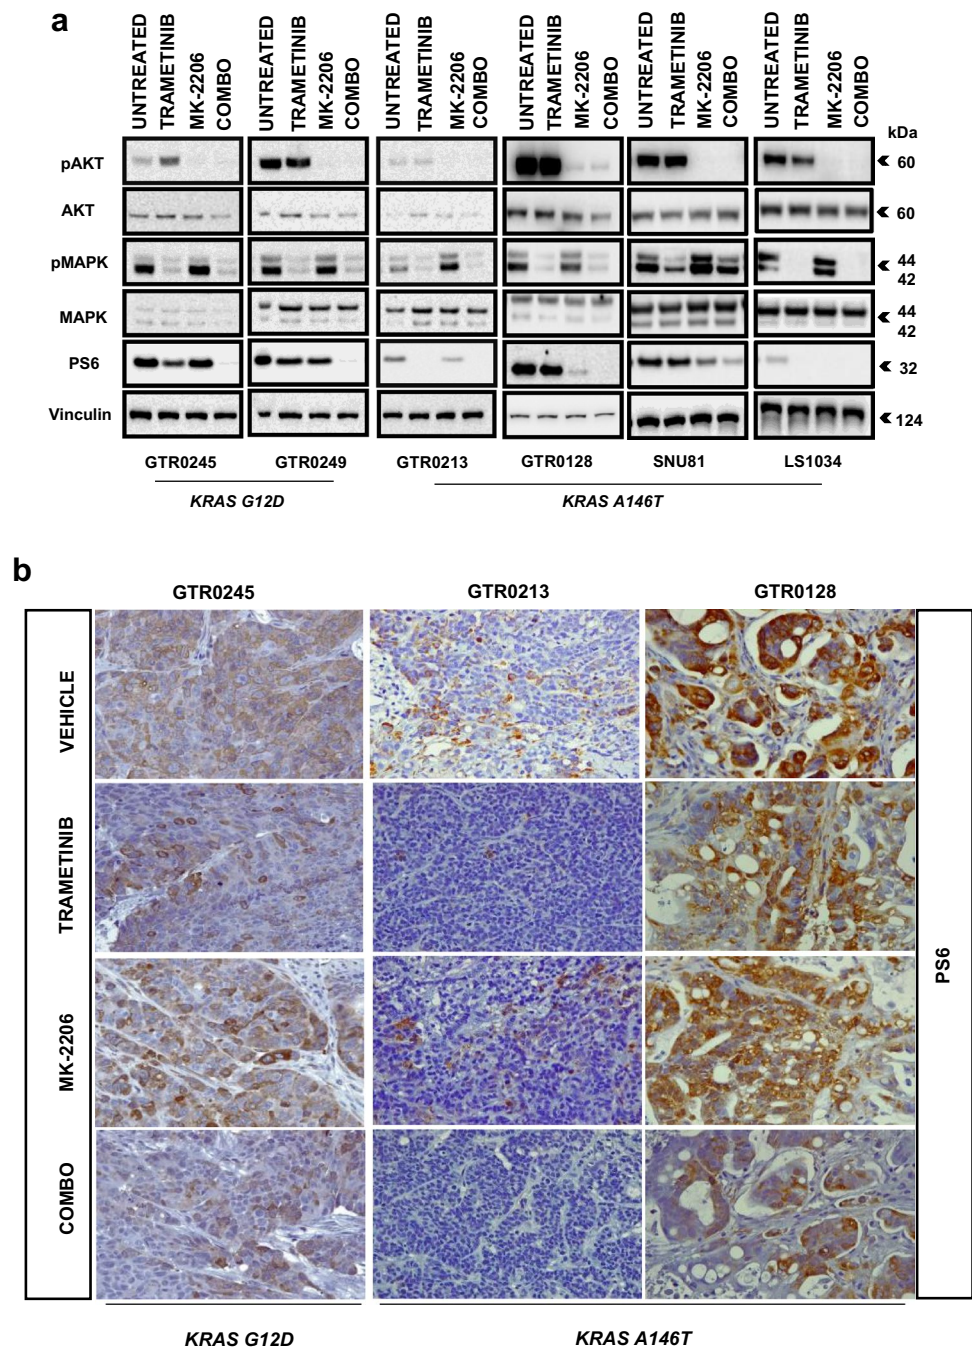 a
UNTREATED TRAMETINIB MK-2206 COMBO UNTREATED TRAMETINIB MK-2206 COMBO UNTREATED TRAMETINIB MK-2206 COMBO UNTREATED TRAMETINIB MK-2206 COMBO UNTREATED TRAMETINIB MK-2206 COMBO UNTREATED TRAMETINIB MK-2206 COMBO
kDa
pAKT 60
AKT 60
pMAPK 44
42
MAPK 44
42
PS6 32
Vinculin 124
GTR0245 GTR0249 GTR0213 GTR0128 SNU81 LS1034
KRAS G12D KRAS A146T
b
GTR0245 GTR0213 GTR0128
VEHICLE
TRAMETINIB
MK-2206
COMBO
PS6
KRAS G12D KRAS A146T